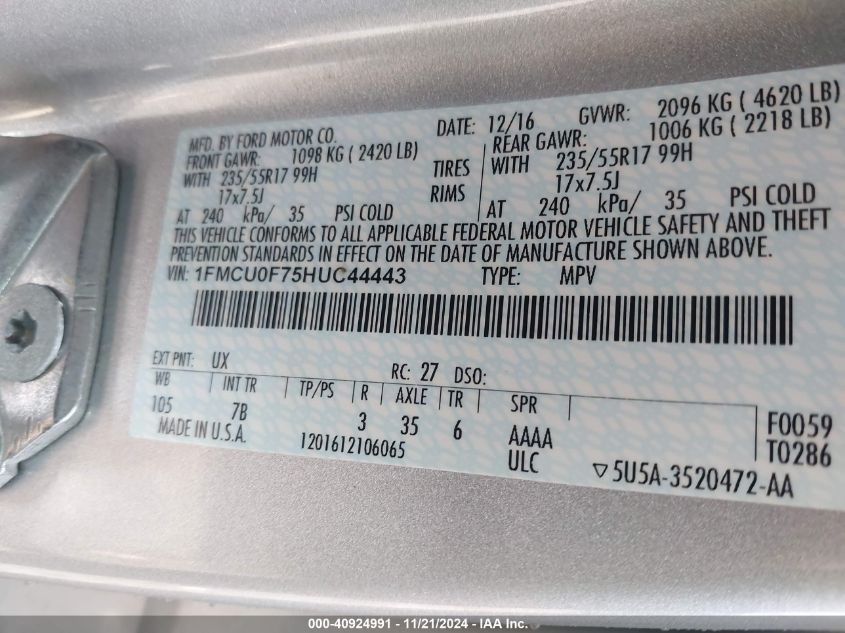 MFD. BY FORD MOTOR CO.
DATE: 12/16 GVWR: 2096 KG ( 4620 LB)
FRONT GAWR: 1098 KG ( 2420 LB) REAR GAWR: 1006 KG ( 2218 LB)
WITH 235/55R17 99H TIRES WITH 235/55R17 99H
17x7.5J RIMS 17x7.5J
AT 240 kPa/ 35 PSI COLD AT 240 kPa/ 35 PSI COLD
THIS VEHICLE CONFORMS TO ALL APPLICABLE FEDERAL MOTOR VEHICLE SAFETY AND THEFT
PREVENTION STANDARDS IN EFFECT ON THE DATE OF MANUFACTURE SHOWN ABOVE.
VIN: 1FMCU0F75HUC44443 TYPE: MPV
EXT PNT: UX RC: 27 DSO:
WB INT TR TP/PS R AXLE TR SPR
105 7B 3 35 6 AAAA F0059
MADE IN U.S.A. 1201612106065 ULC T0286
▽5U5A-3520472-AA
000-40924991 - 11/21/2024 - IAA Inc.